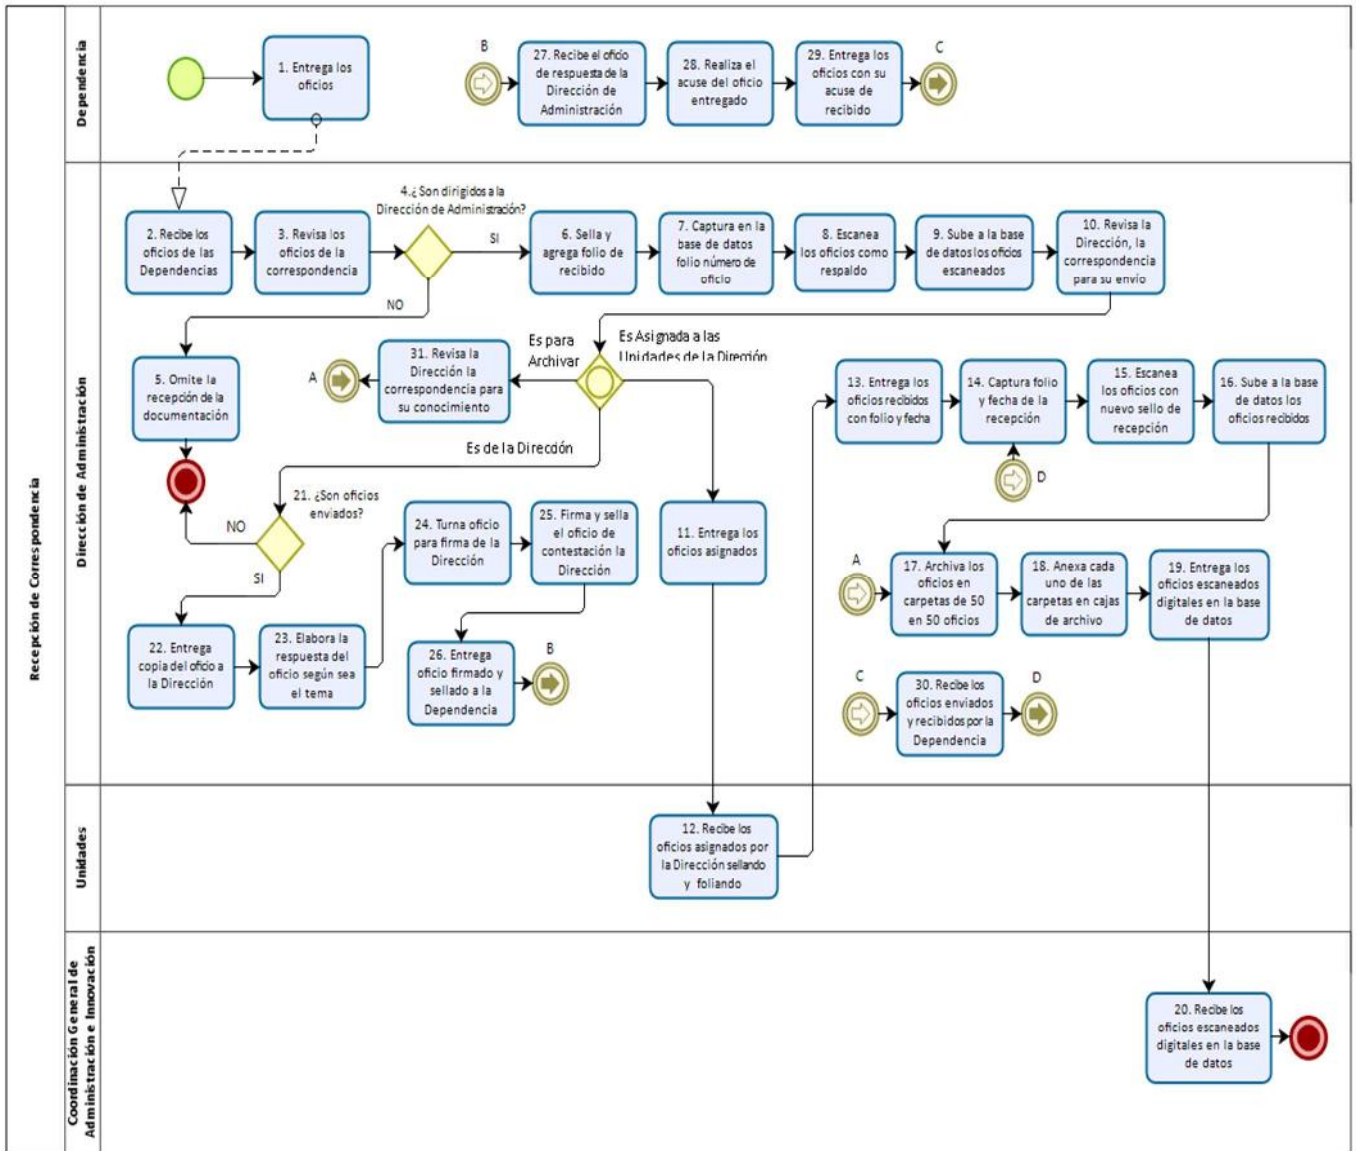 Recepción de Correspondencia
Dependencia
1. Entrega los
oficios
B
27. Recibe el oficio
de respuesta de la
Dirección de
Administración
28. Realiza el
acuse del oficio
entregado
29. Entrega los
oficios con su
acuse de
recibido
C
Dirección de Administración
2. Recibe los
oficios de las
Dependencias
3. Revisa los
oficios de la
correspondencia
4.¿Son dirigidos a la
Dirección de Administración?
SI
NO
6. Sella y
agrega folio de
recibido
7. Captura en la
base de datos
folio número de
oficio
8. Escanea
los oficios como
respaldo
9. Sube a la base
de datos los oficios
escaneados
10. Revisa la
Dirección, la
correspondencia
para su envío
5. Omite la
recepción de la
documentación
A
31. Revisa la
Dirección la
correspondencia para
su conocimiento
Es para
Archivar
Es Asignada a las
Unidades de la Dirección
Es de la Dirección
13. Entrega los
oficios recibidos
con folio y fecha
14. Captura folio
y fecha de la
recepción
15. Escanea
los oficios con
nuevo sello de
recepción
16. Sube a la base
de datos los
oficios recibidos
D
21. ¿Son oficios
enviados?
NO
SI
24. Turna oficio
para firma de la
Dirección
25. Firma y sella
el oficio de
contestación la
Dirección
11. Entrega los
oficios asignados
A
17. Archiva los
oficios en
carpetas de 50
en 50 oficios
18. Anexa cada
uno de las
carpetas en cajas
de archivo
19. Entrega los
oficios escaneados
digitales en la base
de datos
22. Entrega
copia del oficio a
la Dirección
23. Elabora la
respuesta del
oficio según sea
el tema
26. Entrega
oficio firmado y
sellado a la
Dependencia
B
C
30. Recibe los
oficios enviados
y recibidos por la
Dependencia
D
Unidades
12. Recibe los
oficios asignados por
la Dirección sellando
y foliando
Coordinación General de
Administración e Innovación
20. Recibe los
oficios escaneados
digitales en la base
de datos